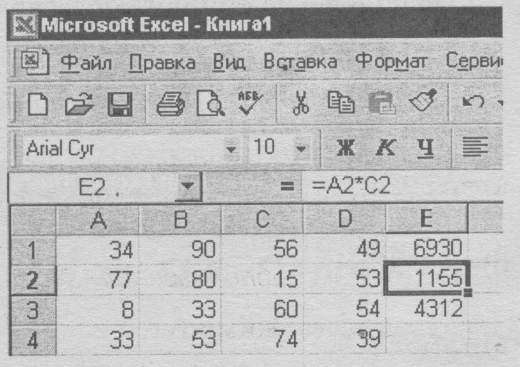 Microsoft Excel - Книга1
Файл Правка Вид Вставка Формат Серви
АБВ
Arial Cyr 10 Ж К Ч
E2 = =A2*C2
A B C D E
1 34 90 56 49 6930
2 77 80 15 53 1155
3 8 33 60 54 4312
4 33 53 74 39